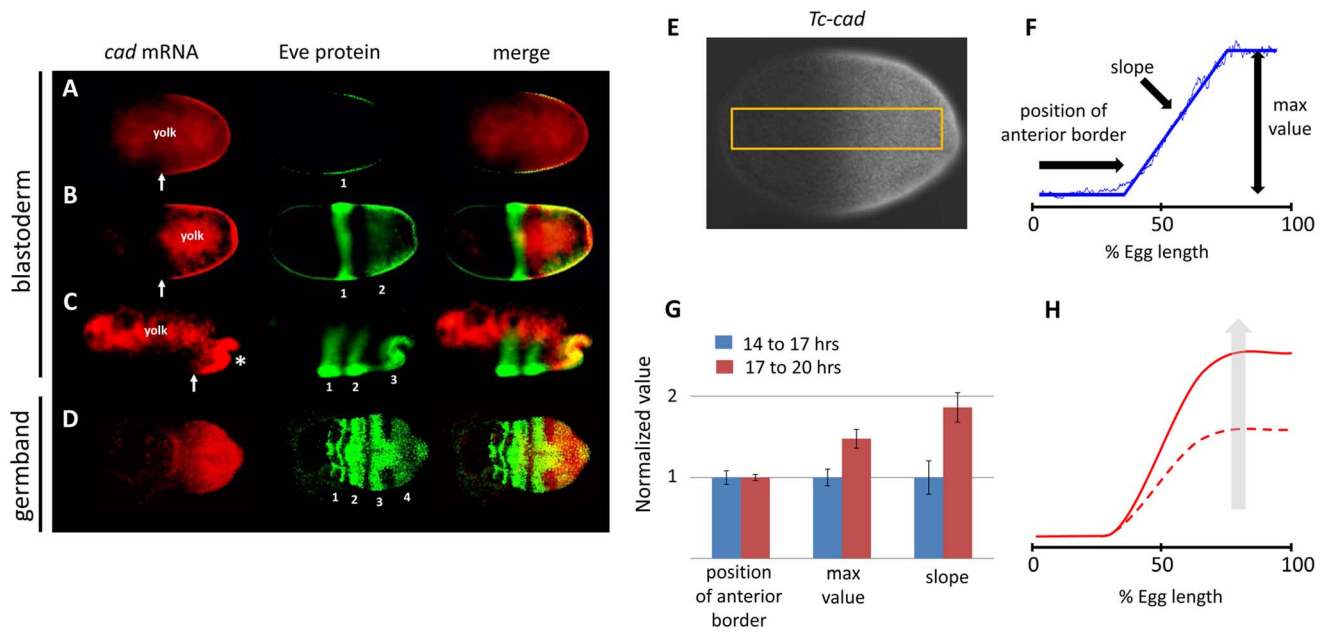 cad mRNA
Eve protein
merge
blastoderm
germband
A
yolk
1
B
yolk
1 2
C
yolk
*
1 2 3
D
1 2 3 4
E
Tc-cad
F
slope
position of
anterior border
max
value
0 50 100
% Egg length
G
14 to 17 hrs
17 to 20 hrs
Normalized value
2
1
0
position
of anterior
border
max
value
slope
H
0 50 100
% Egg length